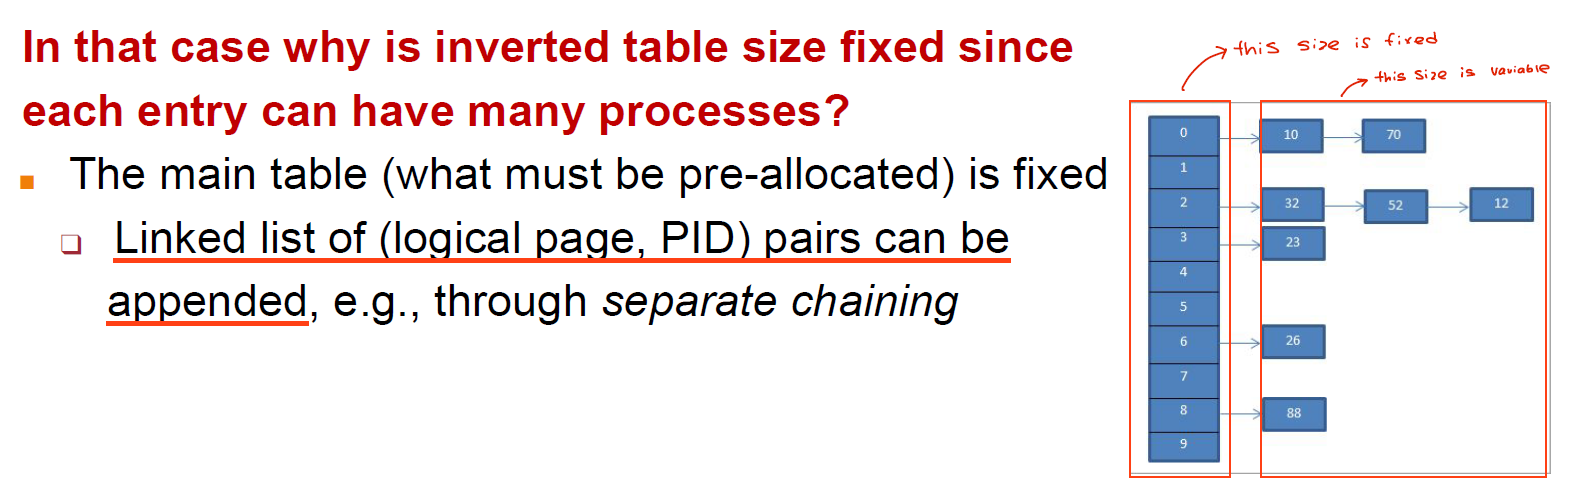 In that case why is inverted table size fixed since
each entry can have many processes?
The main table (what must be pre-allocated) is fixed
Linked list of (logical page, PID) pairs can be
appended, e.g., through separate chaining
this size is fixed
this size is variable
0 10 70
1
2 32 52 12
3 23
4
5
6 26
7
8 88
9